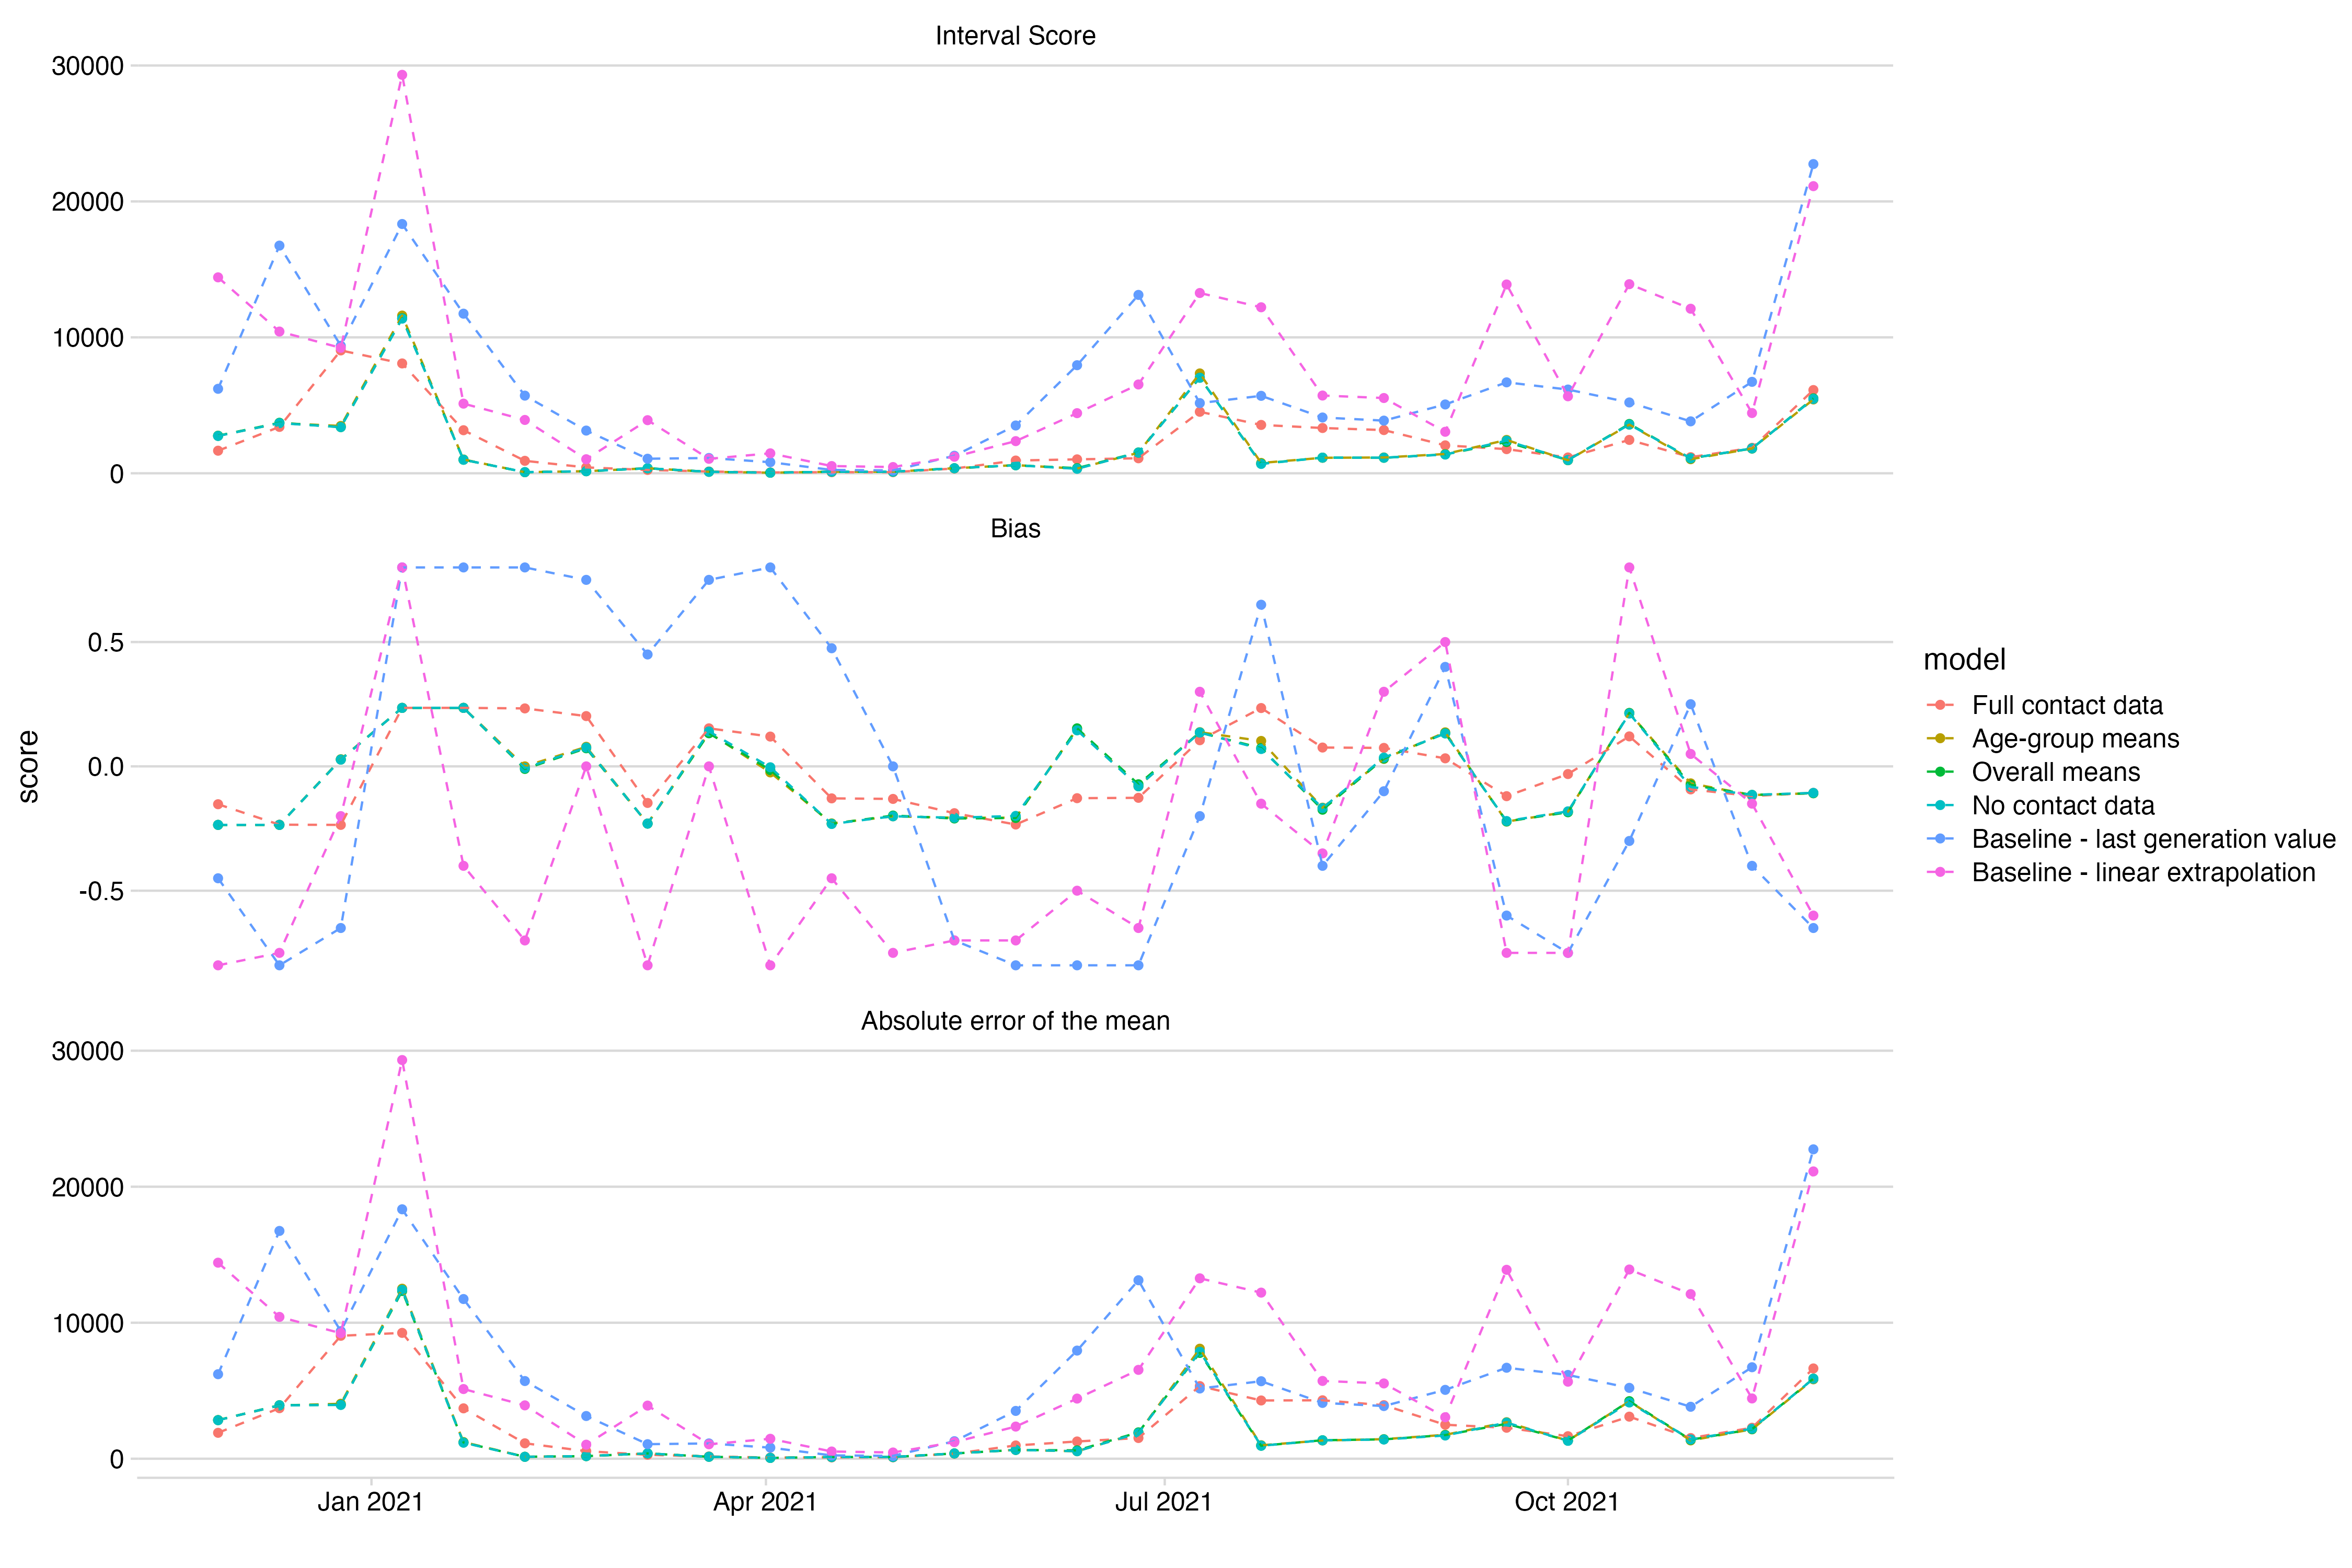 Interval Score
30000
20000
10000
0
Bias
0.5
0.0
-0.5
score
Absolute error of the mean
30000
20000
10000
0
Jan 2021 Apr 2021 Jul 2021 Oct 2021
model
Full contact data
Age-group means
Overall means
No contact data
Baseline - last generation value
Baseline - linear extrapolation